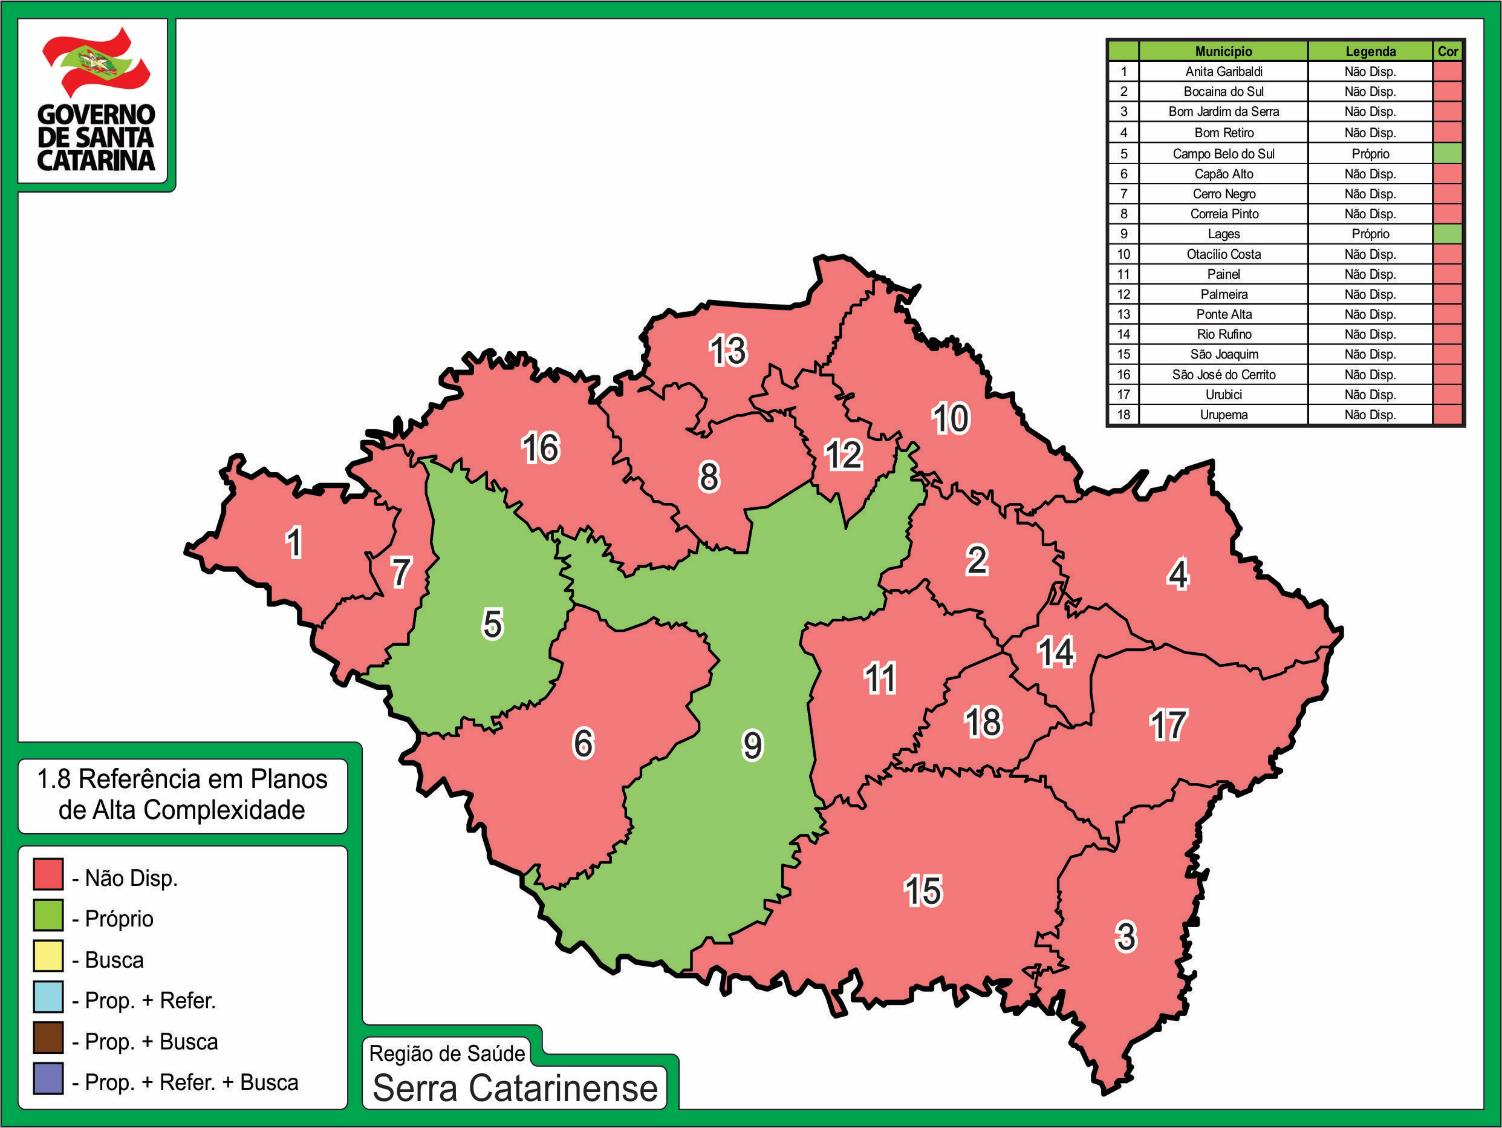 GOVERNO
DE SANTA
CATARINA
Município Legenda Cor
1 Anita Garibaldi Não Disp.
2 Bocaina do Sul Não Disp.
3 Bom Jardim da Serra Não Disp.
4 Bom Retiro Não Disp.
5 Campo Belo do Sul Próprio
6 Capão Alto Não Disp.
7 Cerro Negro Não Disp.
8 Correia Pinto Não Disp.
9 Lages Próprio
10 Otacílio Costa Não Disp.
11 Painel Não Disp.
12 Palmeira Não Disp.
13 Ponte Alta Não Disp.
14 Rio Rufino Não Disp.
15 São Joaquim Não Disp.
16 São José do Cerrito Não Disp.
17 Urubici Não Disp.
18 Urupema Não Disp.
13
10
16
12
8
1
2
7
4
5
14
11
18
17
6
9
15
3
1.8 Referência em Planos
de Alta Complexidade
- Não Disp.
- Próprio
- Busca
- Prop. + Refer.
- Prop. + Busca
- Prop. + Refer. + Busca
Região de Saúde
Serra Catarinense